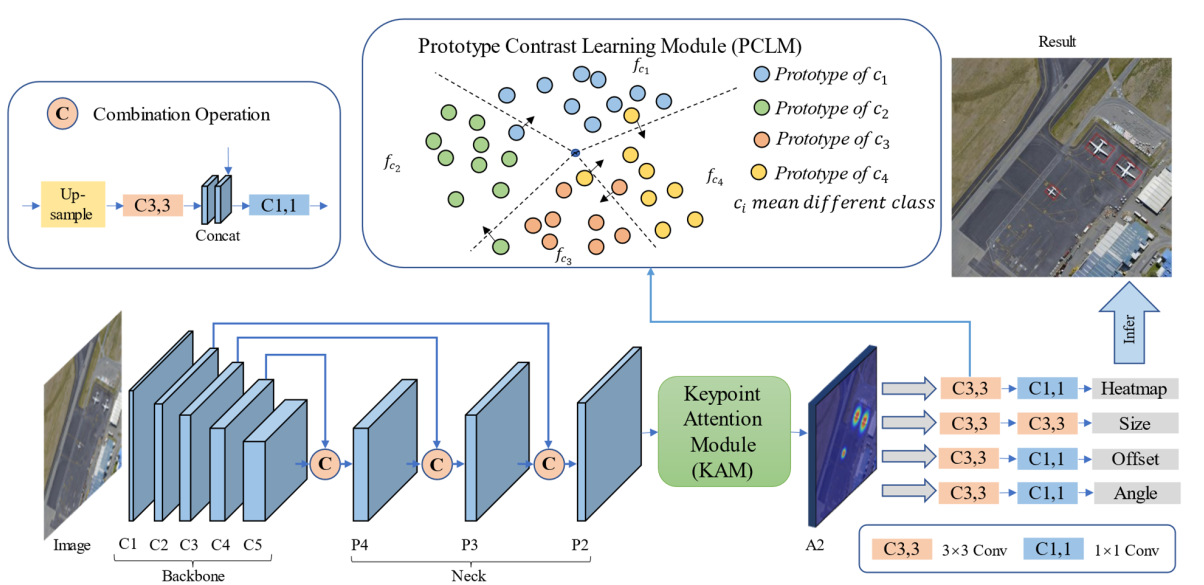 Prototype Contrast Learning Module (PCLM)
Result
C Combination Operation
Up-
sample
C3,3
C1,1
Concat
f_{c_1}
f_{c_2}
f_{c_3}
f_{c_4}
Prototype of c_1
Prototype of c_2
Prototype of c_3
Prototype of c_4
c_i mean different class
Infer
Image
C1 C2 C3 C4 C5
Backbone
C C C
P4 P3 P2
Neck
Keypoint
Attention
Module
(KAM)
A2
C3,3 C1,1 Heatmap
C3,3 C3,3 Size
C3,3 C1,1 Offset
C3,3 C1,1 Angle
C3,3 3×3 Conv C1,1 1×1 Conv